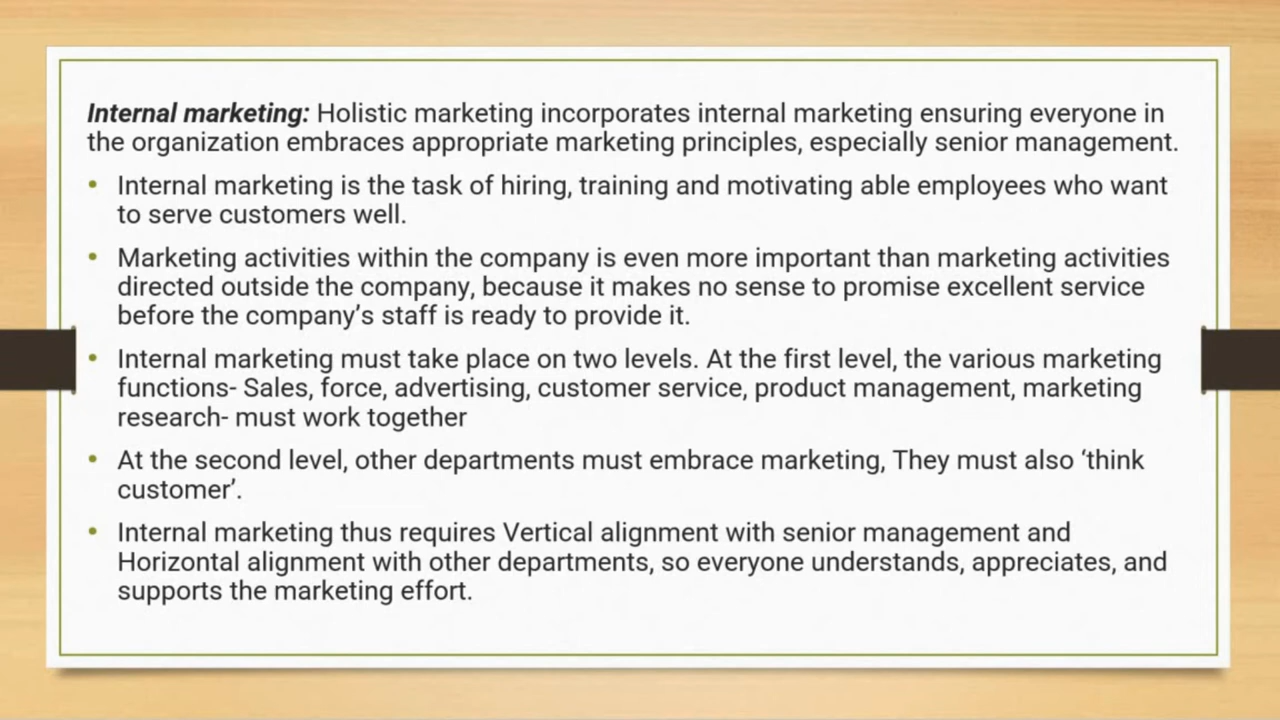 Internal marketing: Holistic marketing incorporates internal marketing ensuring everyone in
the organization embraces appropriate marketing principles, especially senior management.
• Internal marketing is the task of hiring, training and motivating able employees who want
to serve customers well.
• Marketing activities within the company is even more important than marketing activities
directed outside the company, because it makes no sense to promise excellent service
before the company’s staff is ready to provide it.
• Internal marketing must take place on two levels. At the first level, the various marketing
functions- Sales, force, advertising, customer service, product management, marketing
research- must work together
• At the second level, other departments must embrace marketing, They must also ‘think
customer’.
• Internal marketing thus requires Vertical alignment with senior management and
Horizontal alignment with other departments, so everyone understands, appreciates, and
supports the marketing effort.